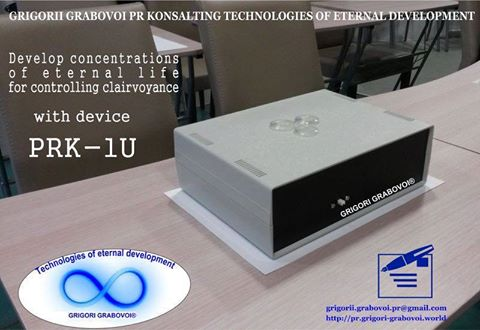 GRIGORII GRABOVOI PR KONSALTING TECHNOLOGIES OF ETERNAL DEVELOPMENT
Develop concentrations
of eternal life
for controlling clairvoyance
with device
PRK-1U
GRIGORI GRABOVOI®
Technologies of eternal development
GRIGORI GRABOVOI®
grigorii.grabovoi.pr@gmail.com
http://pr.grigori-grabovoi.world